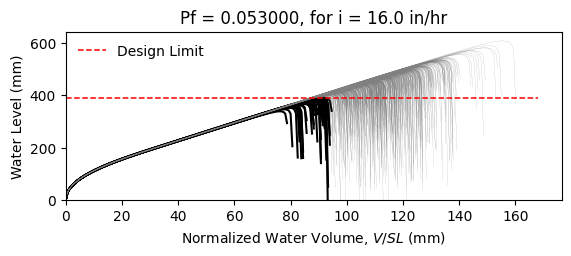 Pf = 0.053000, for i = 16.0 in/hr
Water Level (mm)
600
400
200
0
Design Limit
0 20 40 60 80 100 120 140 160
Normalized Water Volume, V/SL (mm)